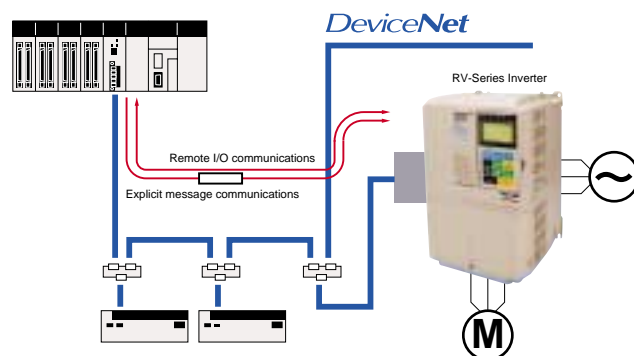 DeviceNet
RV-Series Inverter
Remote I/O communications
Explicit message communications
M